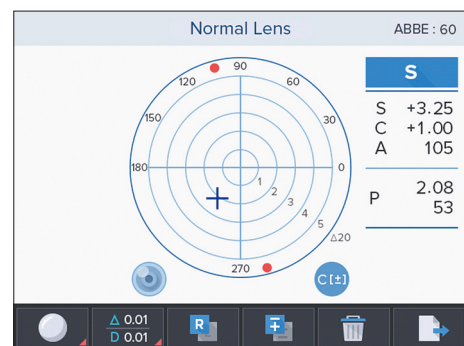 Normal Lens
ABBE : 60
S
S +3.25
C +1.00
A 105
P 2.08
53
90
120
60
150
30
180
0
1
2
3
4
5
Δ20
270
C[±]
Δ 0.01
D 0.01
R
∓